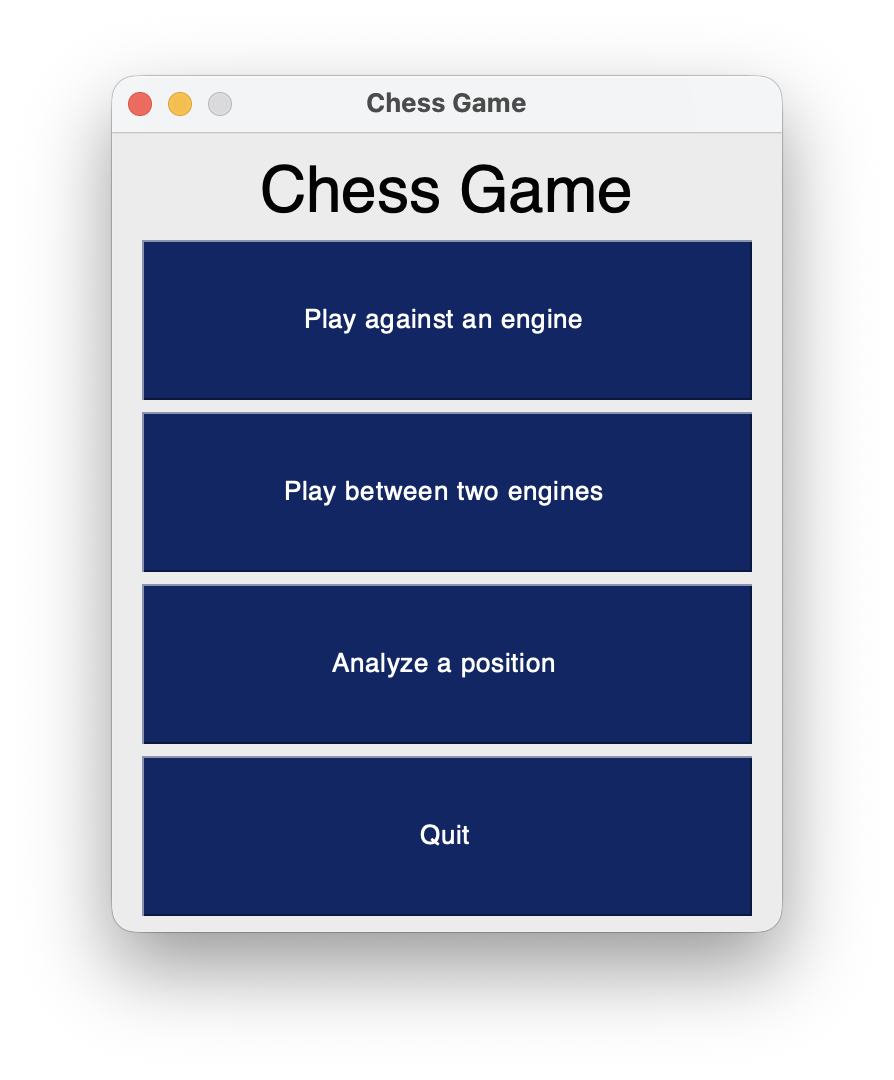 Chess Game
Chess Game
Play against an engine
Play between two engines
Analyze a position
Quit